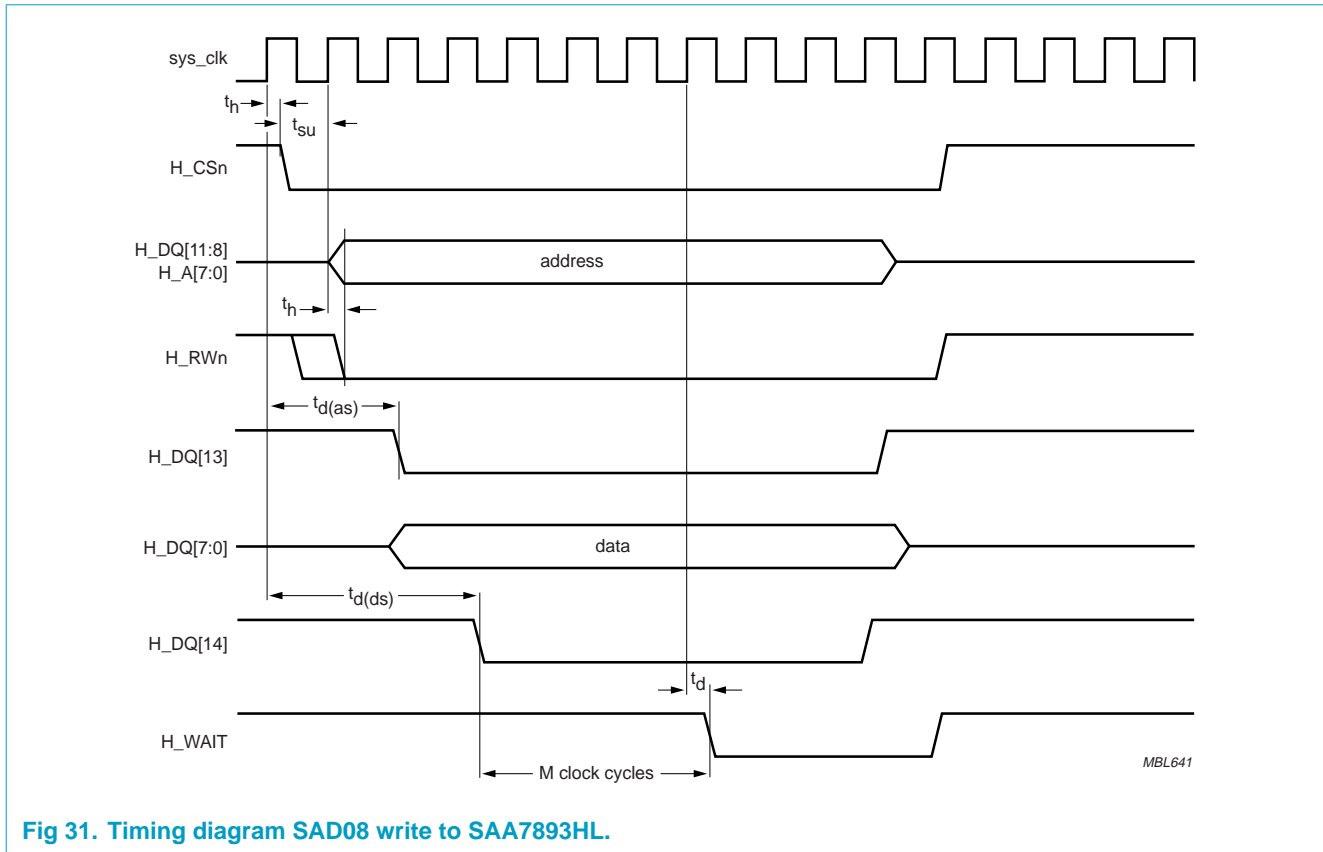 sys_clk
th
tsu
H_CSn
H_DQ[11:8]
H_A[7:0]
address
th
H_RWn
td(as)
H_DQ[13]
H_DQ[7:0]
data
td(ds)
H_DQ[14]
td
H_WAIT
M clock cycles
MBL641
Fig 31. Timing diagram SAD08 write to SAA7893HL.